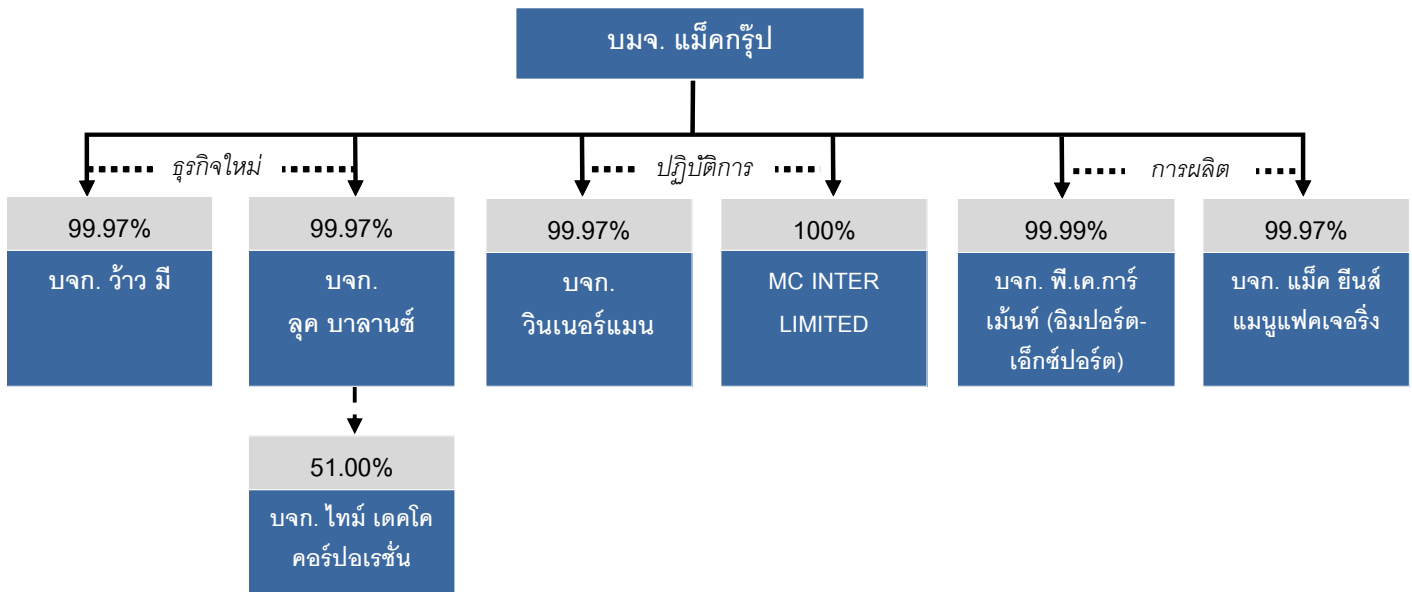 บมจ. แม็คกรุ๊ป
ธุรกิจใหม่
ปฏิบัติการ
การผลิต
99.97%
99.97%
99.97%
100%
99.99%
99.97%
บจก. ว้าว มี
บจก.
ลุค บาลานซ์
บจก.
วินเนอร์แมน
MC INTER
LIMITED
บจก. พี.เค.การ์
เม้นท์ (อิมปอร์ต-
เอ็กซ์ปอร์ต)
บจก. แม็ค ยีนส์
แมนูแฟคเจอริ่ง
51.00%
บจก. ไทม์ เดคโค
คอร์ปอเรชั่น